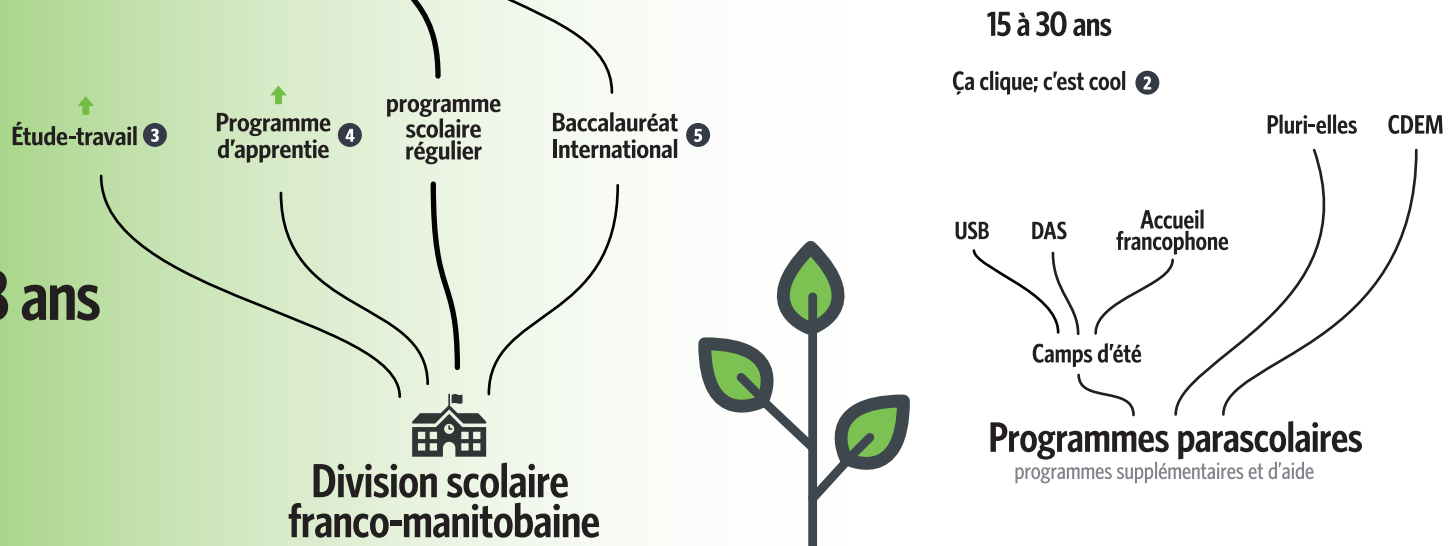 15 à 30 ans
Ça clique; c'est cool 2
Étude-travail 3
Programme
d'apprentie 4
programme
scolaire
régulier
Baccalauréat
International 5
Pluri-elles
CDEM
USB
DAS
Accueil
francophone
ans
Camps d'été
Division scolaire
franco-manitobaine
Programmes parascolaires
programmes supplémentaires et d'aide